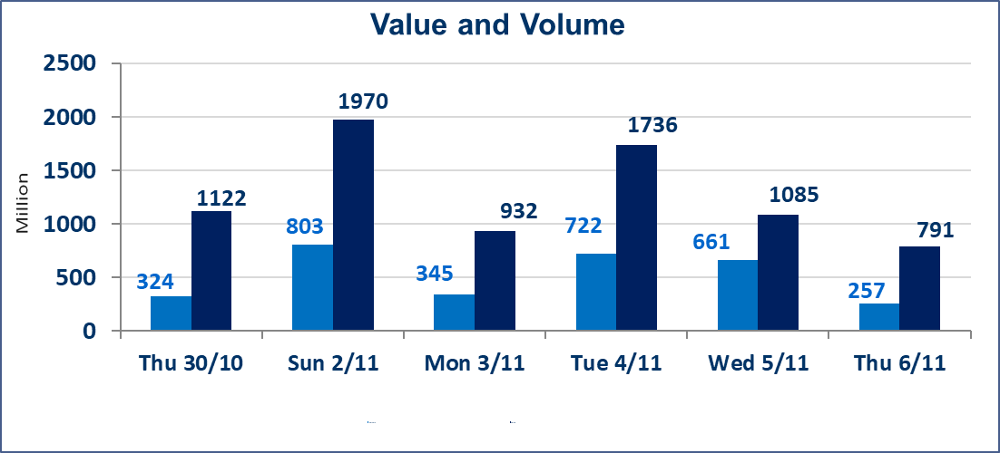 Value and Volume
2500
2000
1500
1000
500
0
Million
324
1122
803
1970
345
932
722
1736
661
1085
257
791
Thu 30/10
Sun 2/11
Mon 3/11
Tue 4/11
Wed 5/11
Thu 6/11